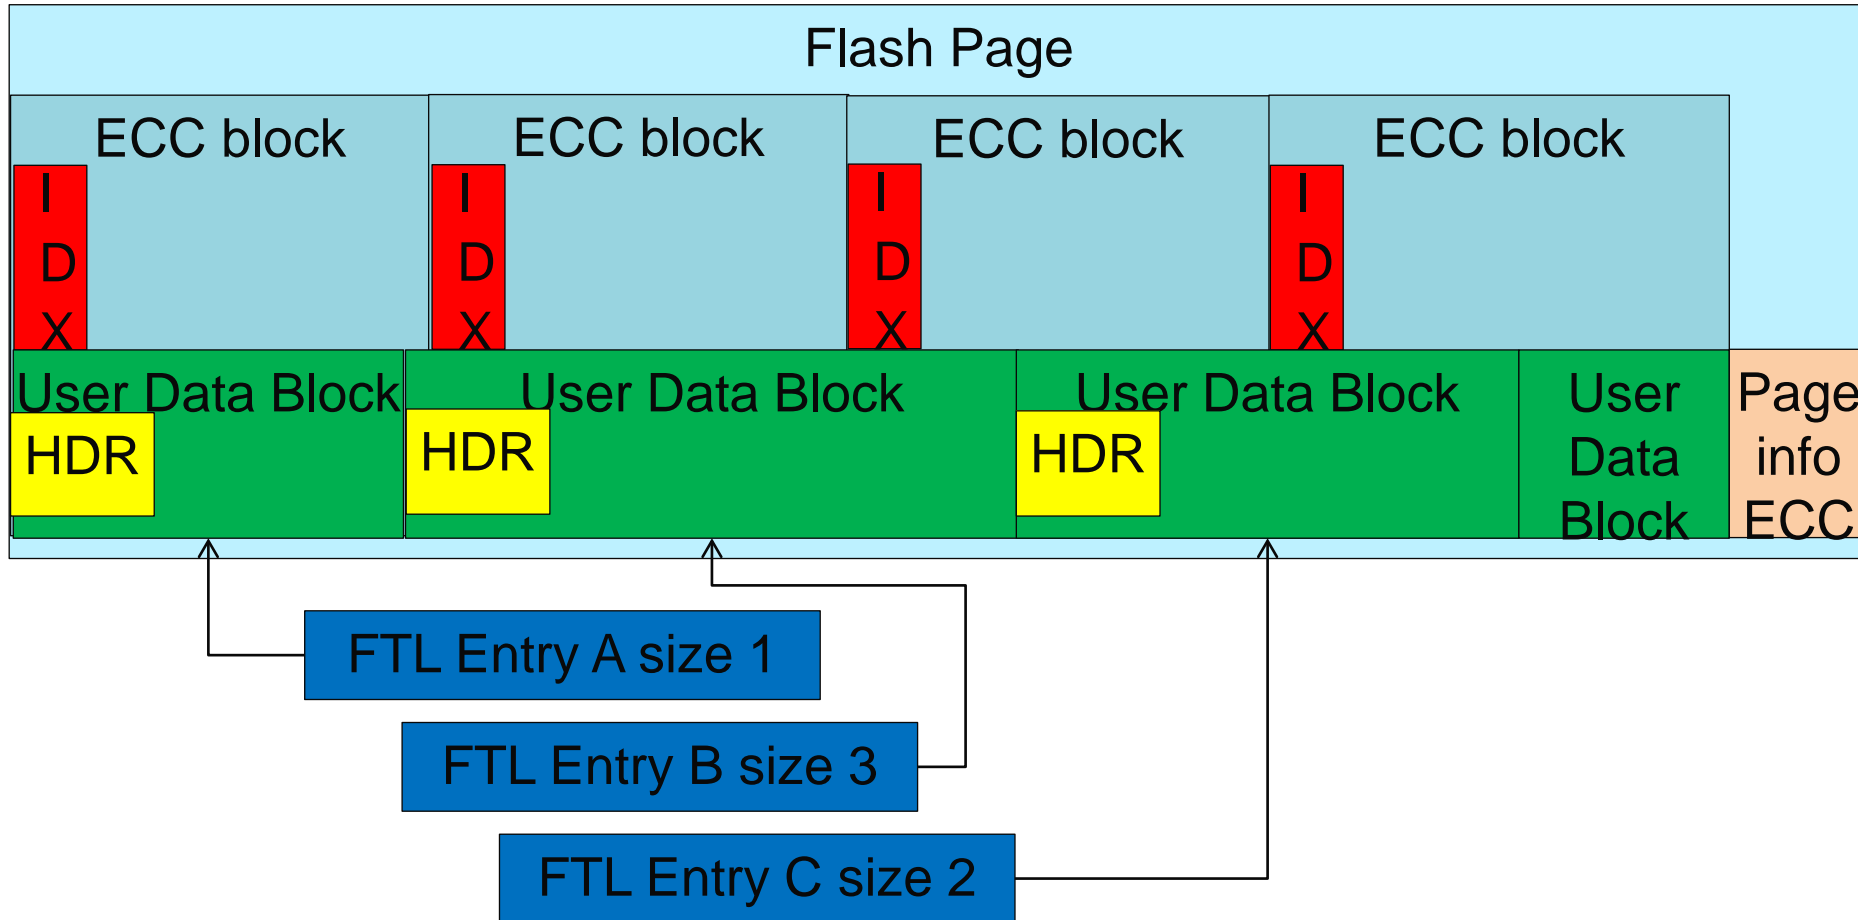 Flash Page
ECC block
ECC block
ECC block
ECC block
I
D
X
I
D
X
I
D
X
I
D
X
User Data Block
HDR
User Data Block
HDR
User Data Block
HDR
User
Data
Block
Page
info
ECC
FTL Entry A size 1
FTL Entry B size 3
FTL Entry C size 2